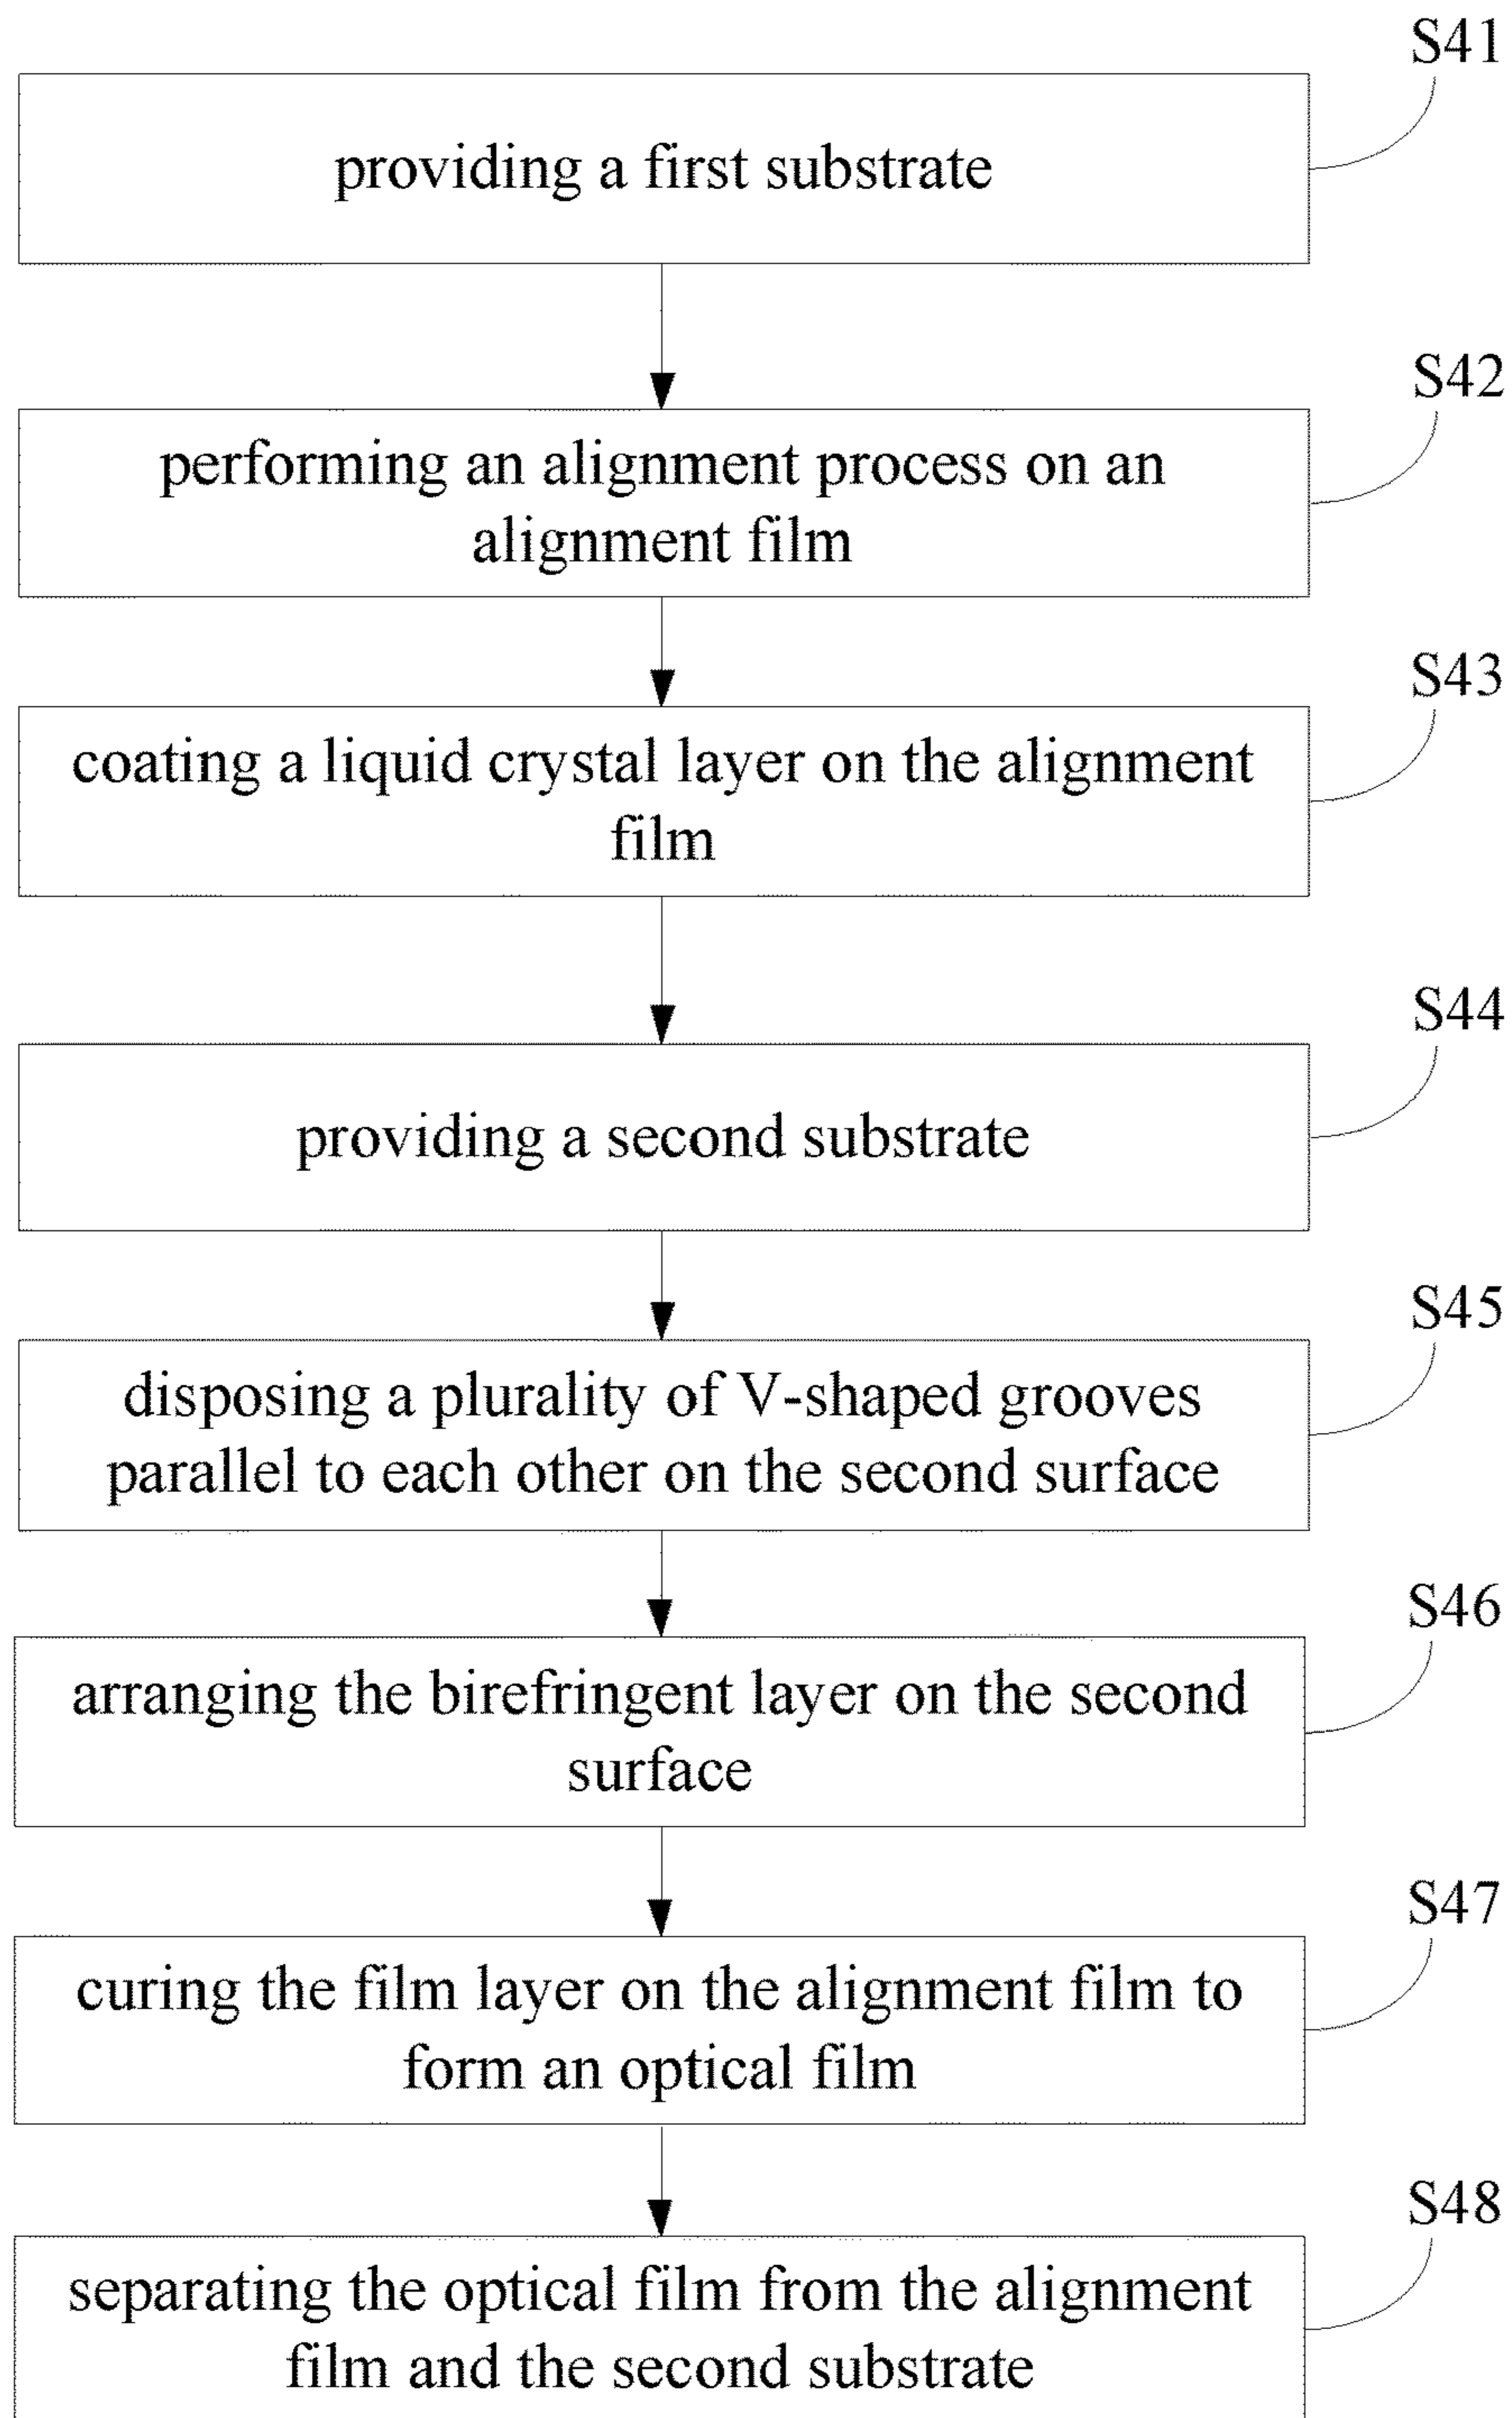 S41
providing a first substrate
S42
performing an alignment process on an
alignment film
S43
coating a liquid crystal layer on the alignment
film
S44
providing a second substrate
S45
disposing a plurality of V-shaped grooves
parallel to each other on the second surface
S46
arranging the birefringent layer on the second
surface
S47
curing the film layer on the alignment film to
form an optical film
S48
separating the optical film from the alignment
film and the second substrate